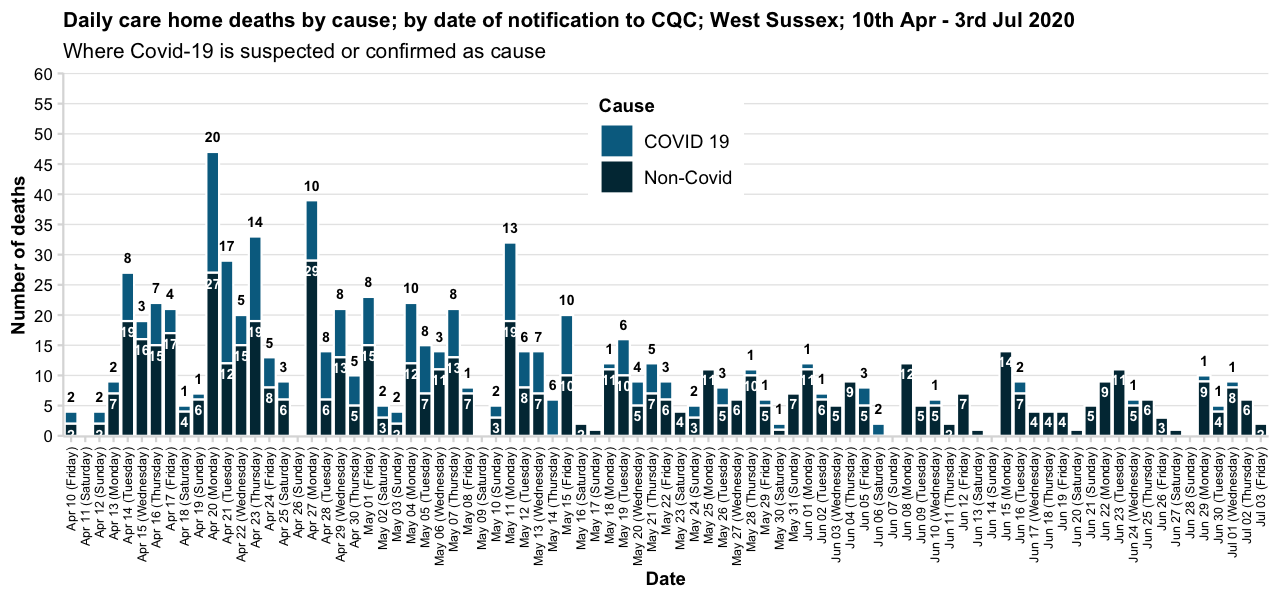 Daily care home deaths by cause; by date of notification to CQC; West Sussex; 10th Apr - 3rd Jul 2020
Where Covid-19 is suspected or confirmed as cause
Number of deaths
60
55
50
45
40
35
30
25
20
15
10
5
0
Cause
COVID 19
Non-Covid
2 2 2 8 3 7 4 1 1 20 17 5 14 5 3 10 8 8 5 8 2 2 10 8 3 8 1 2 13 6 7 6 10 1 6 4 5 3 2 3 1 1 1 1 1 3 2 1 2 1 1 1 1
2 2 7 19 16 15 17 4 6 27 12 15 19 8 6 29 6 13 5 15 3 2 12 7 11 13 7 3 19 8 7 10 2 11 10 5 7 6 4 3 11 5 6 10 5 1 7 11 6 5 9 5 12 5 5 2 7 14 7 4 4 4 5 9 11 5 6 3 9 4 8 6 2
Apr 10 (Friday)
Apr 11 (Saturday)
Apr 12 (Sunday)
Apr 13 (Monday)
Apr 14 (Tuesday)
Apr 15 (Wednesday)
Apr 16 (Thursday)
Apr 17 (Friday)
Apr 18 (Saturday)
Apr 19 (Sunday)
Apr 20 (Monday)
Apr 21 (Tuesday)
Apr 22 (Wednesday)
Apr 23 (Thursday)
Apr 24 (Friday)
Apr 25 (Saturday)
Apr 26 (Sunday)
Apr 27 (Monday)
Apr 28 (Tuesday)
Apr 29 (Wednesday)
Apr 30 (Thursday)
May 01 (Friday)
May 02 (Saturday)
May 03 (Sunday)
May 04 (Monday)
May 05 (Tuesday)
May 06 (Wednesday)
May 07 (Thursday)
May 08 (Friday)
May 09 (Saturday)
May 10 (Sunday)
May 11 (Monday)
May 12 (Tuesday)
May 13 (Wednesday)
May 14 (Thursday)
May 15 (Friday)
May 16 (Saturday)
May 17 (Sunday)
May 18 (Monday)
May 19 (Tuesday)
May 20 (Wednesday)
May 21 (Thursday)
May 22 (Friday)
May 23 (Saturday)
May 24 (Sunday)
May 25 (Monday)
May 26 (Tuesday)
May 27 (Wednesday)
May 28 (Thursday)
May 29 (Friday)
May 30 (Saturday)
May 31 (Sunday)
Jun 01 (Monday)
Jun 02 (Tuesday)
Jun 03 (Wednesday)
Jun 04 (Thursday)
Jun 05 (Friday)
Jun 06 (Saturday)
Jun 07 (Sunday)
Jun 08 (Monday)
Jun 09 (Tuesday)
Jun 10 (Wednesday)
Jun 11 (Thursday)
Jun 12 (Friday)
Jun 13 (Saturday)
Jun 14 (Sunday)
Jun 15 (Monday)
Jun 16 (Tuesday)
Jun 17 (Wednesday)
Jun 18 (Thursday)
Jun 19 (Friday)
Jun 20 (Saturday)
Jun 21 (Sunday)
Jun 22 (Monday)
Jun 23 (Tuesday)
Jun 24 (Wednesday)
Jun 25 (Thursday)
Jun 26 (Friday)
Jun 27 (Saturday)
Jun 28 (Sunday)
Jun 29 (Monday)
Jun 30 (Tuesday)
Jul 01 (Wednesday)
Jul 02 (Thursday)
Jul 03 (Friday)
Date